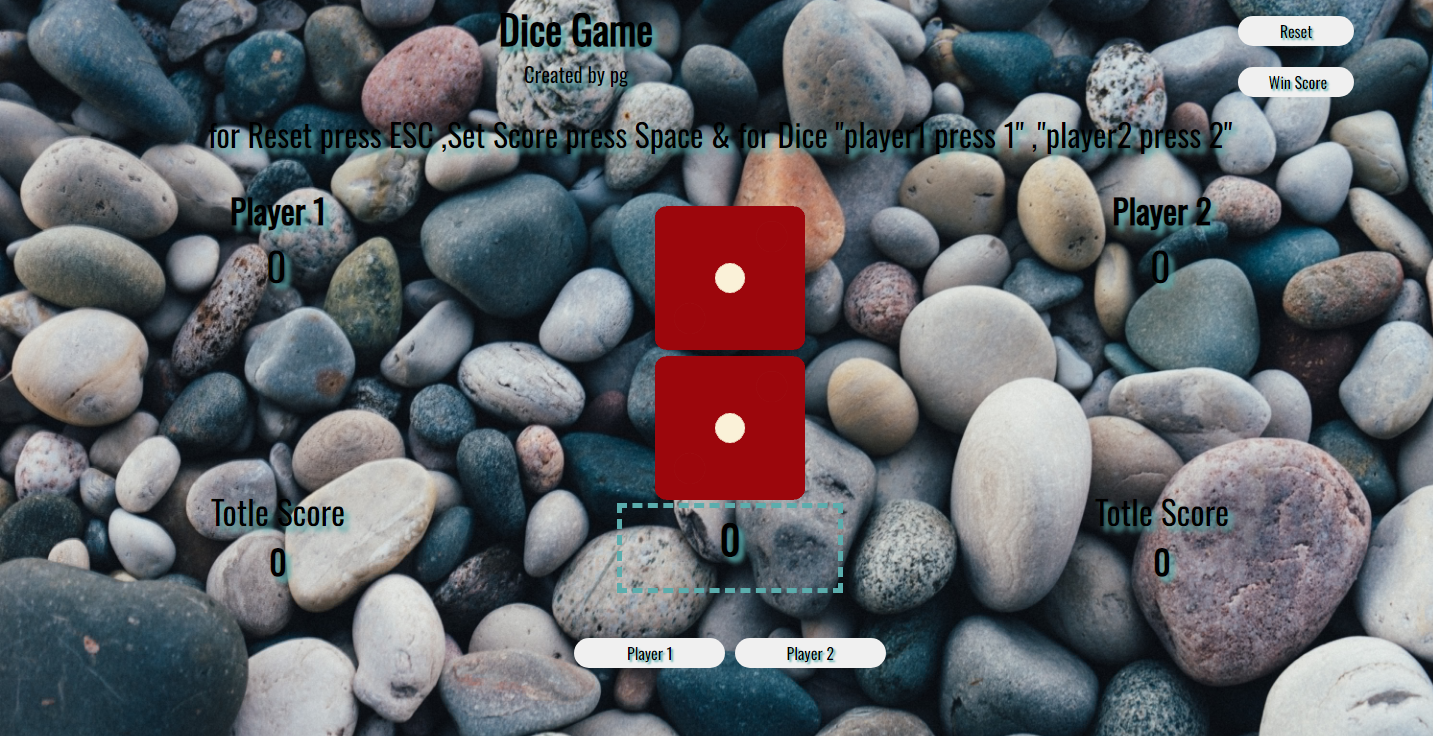 Dice Game
Reset
Created by pg
Win Score
for Reset press ESC ,Set Score press Space & for Dice "player1 press 1" ,"player2 press 2"
Player 1
Player 2
0
0
Totle Score
Totle Score
0
0
0
Player 1
Player 2